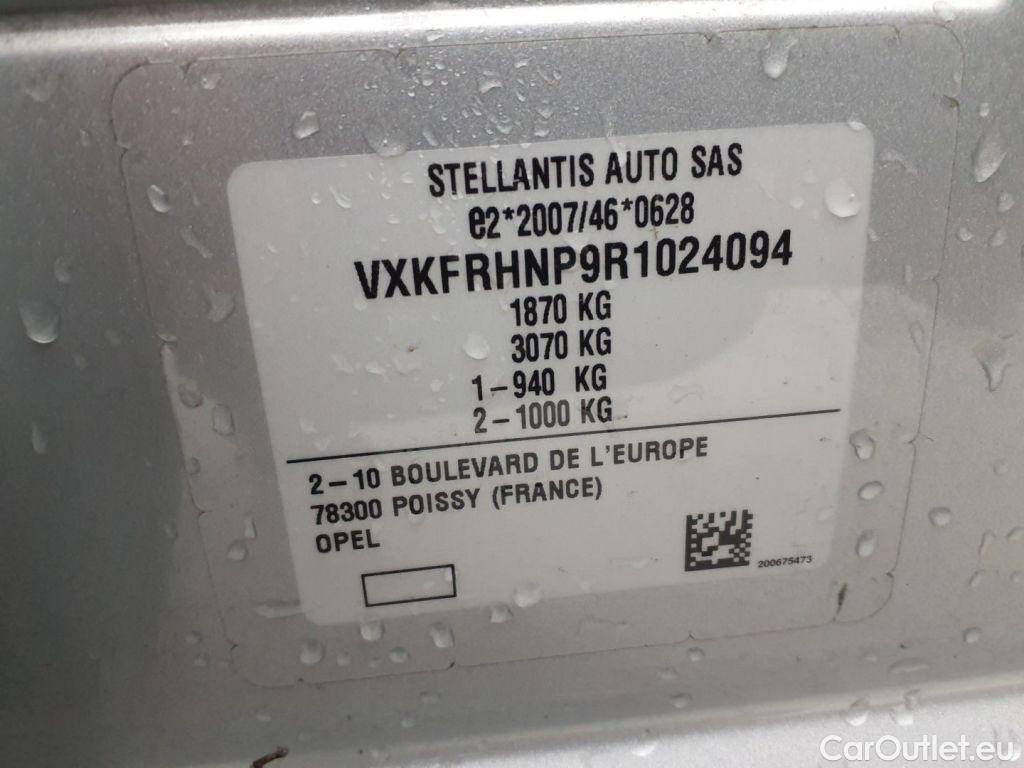 STELLANTIS AUTO SAS
e2*2007/46*0628
VXKFRHNP9R1024094
1870 KG
3070 KG
1-940 KG
2-1000 KG
2-10 BOULEVARD DE L'EUROPE
78300 POISSY (FRANCE)
OPEL
200675473
CarOutlet.eu